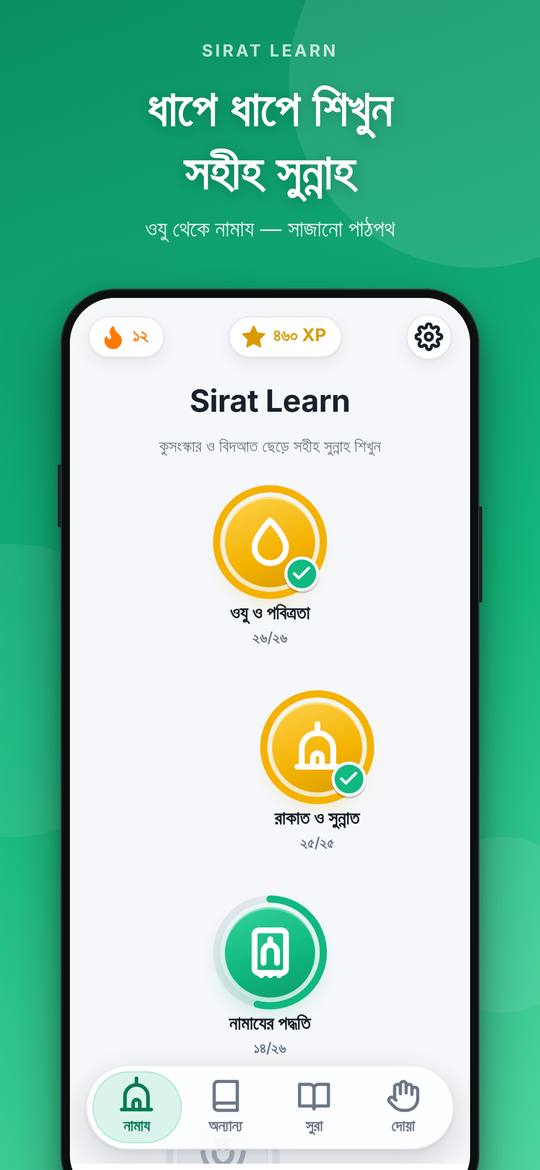 SIRAT LEARN
ধাপে ধাপে শিখুন
সহীহ সুন্নাহ
ওযু থেকে নামায — সাজানো পাঠপথ
১২
৪৬০ XP
Sirat Learn
কুসংস্কার ও বিদআত ছেড়ে সহীহ সুন্নাহ শিখুন
ওযু ও পবিত্রতা
২৬/২৬
রাকাত ও সুন্নাত
২৫/২৫
নামাযের পদ্ধতি
১৪/২৬
নামায
অন্যান্য
সুরা
দোয়া